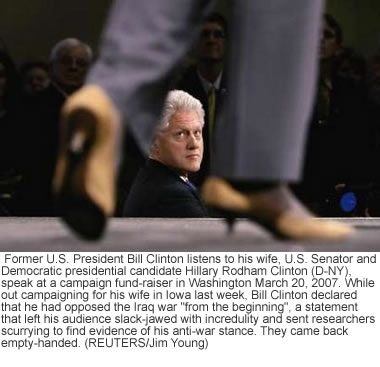 Former U.S. President Bill Clinton listens to his wife, U.S. Senator and
Democratic presidential candidate Hillary Rodham Clinton (D-NY),
speak at a campaign fund-raiser in Washington March 20, 2007. While
out campaigning for his wife in Iowa last week, Bill Clinton declared
that he had opposed the Iraq war "from the beginning", a statement
that left his audience slack-jawed with incredulity and sent researchers
scurrying to find evidence of his anti-war stance. They came back
empty-handed. (REUTERS/Jim Young)